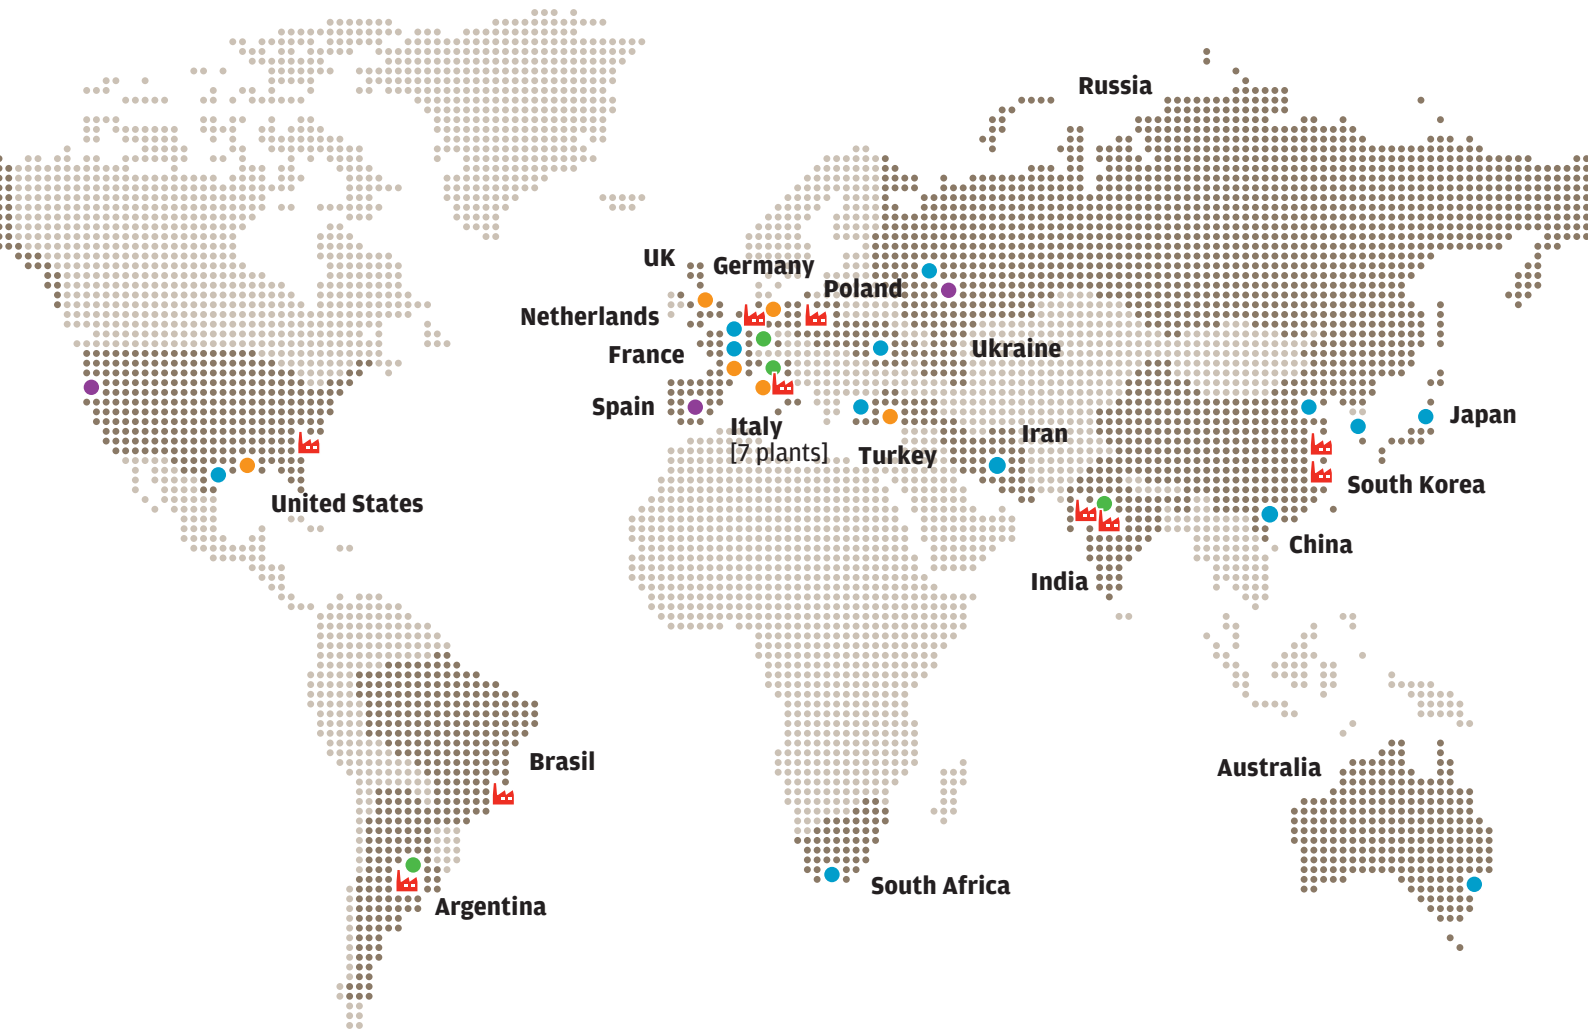 Russia
UK
Germany
Poland
Netherlands
France
Ukraine
Spain
Italy
[7 plants]
Turkey
Iran
Japan
South Korea
United States
China
India
Brasil
Australia
South Africa
Argentina